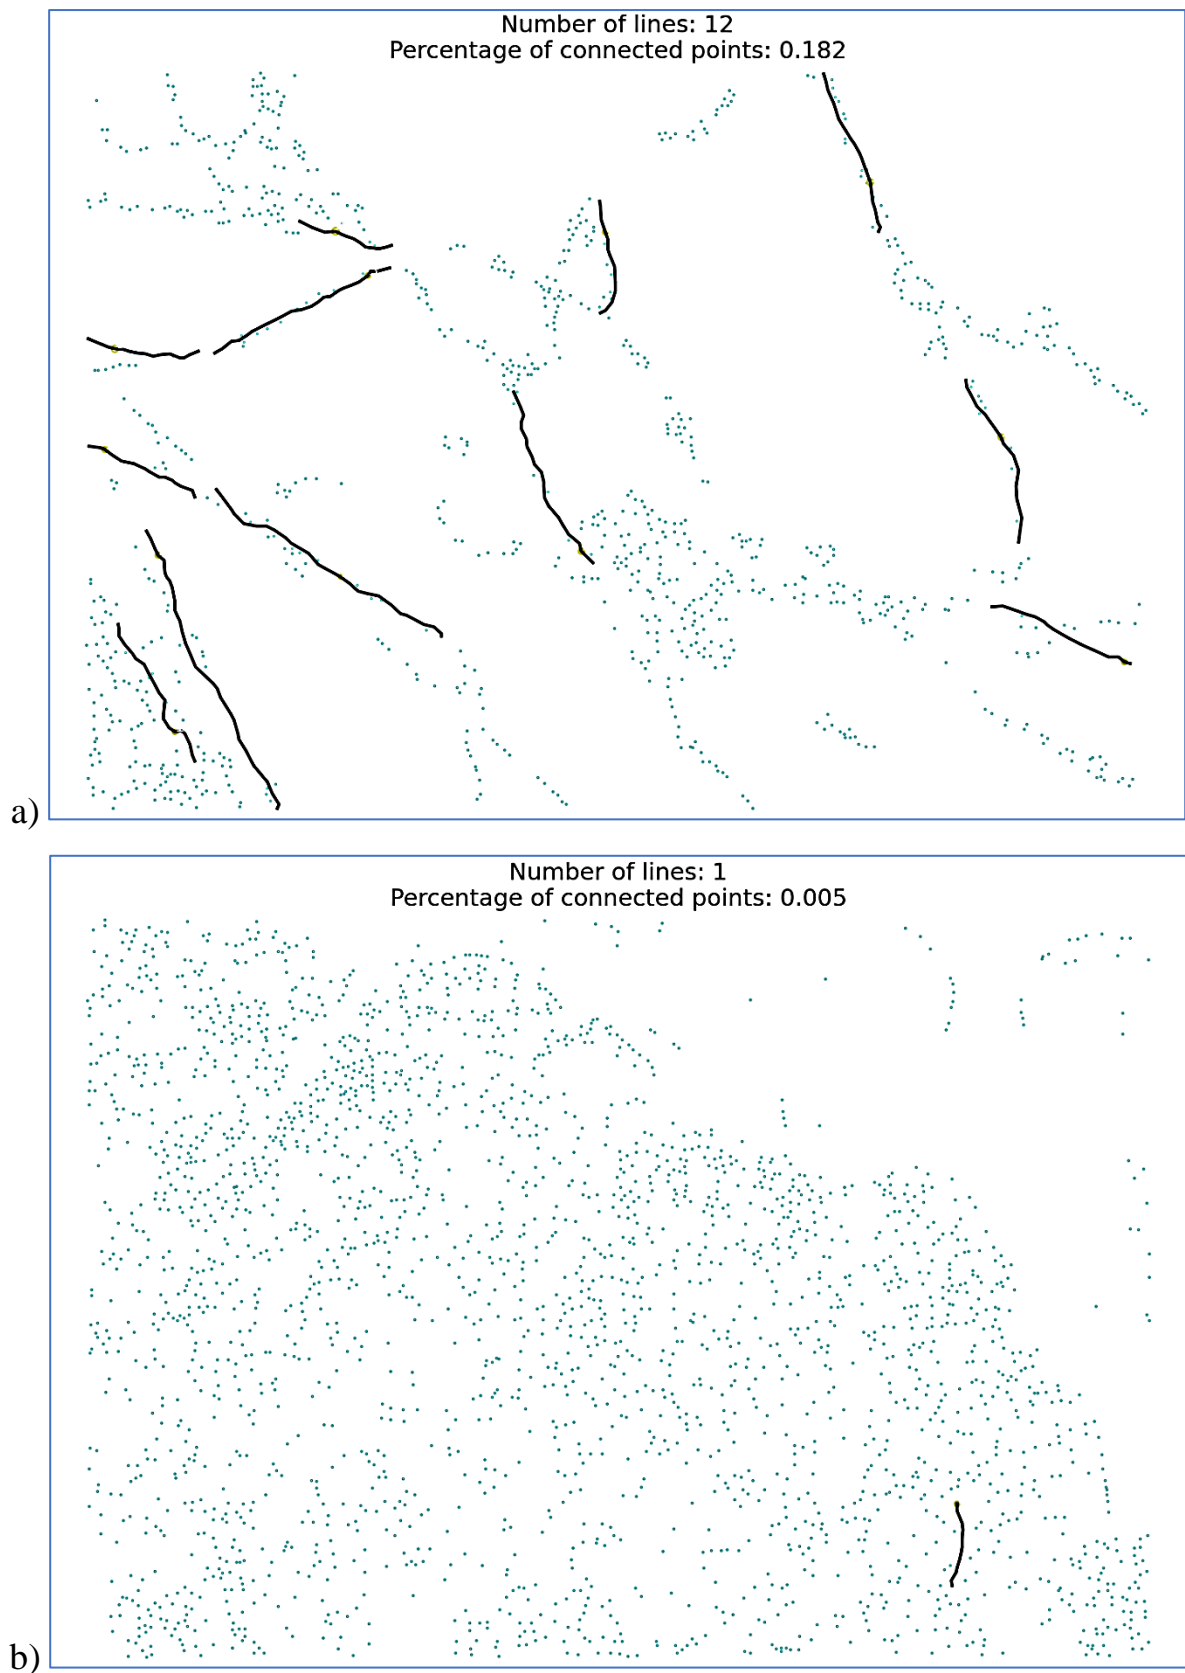 Number of lines: 12
Percentage of connected points: 0.182
a)
Number of lines: 1
Percentage of connected points: 0.005
b)